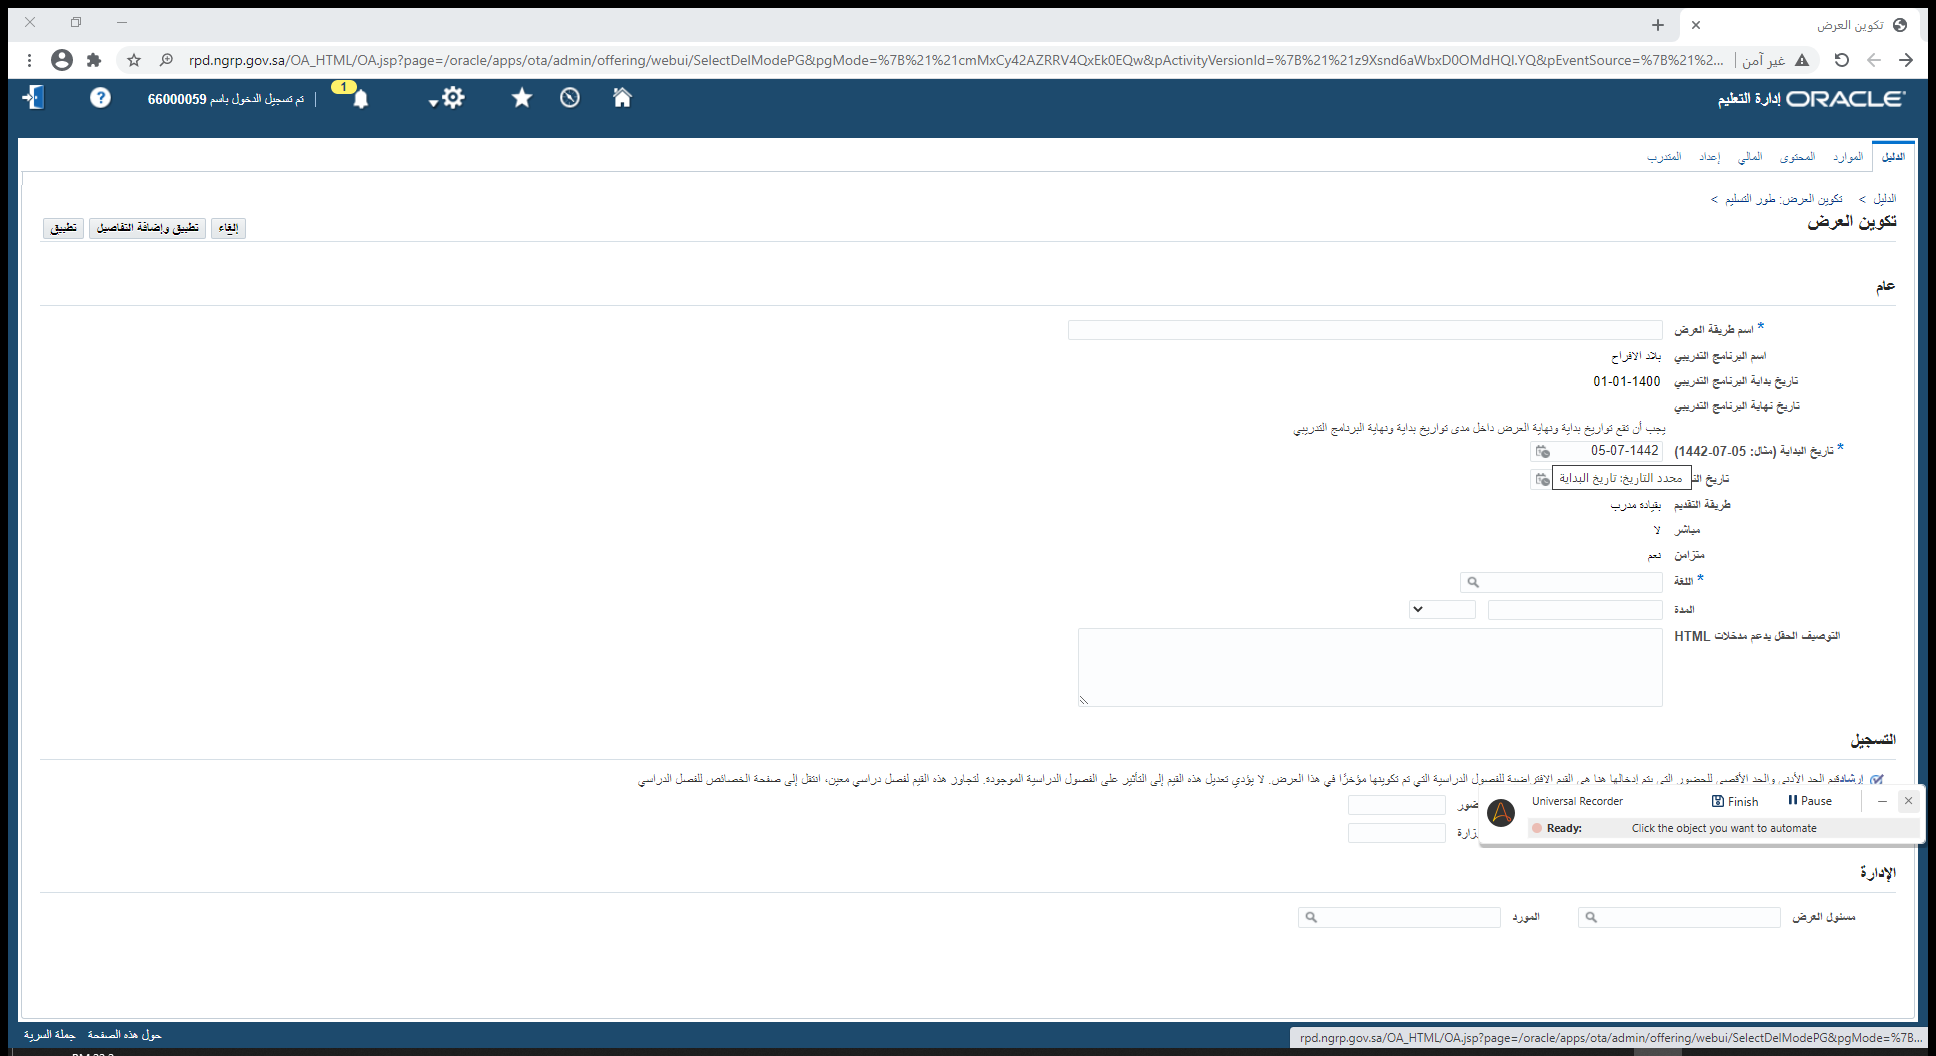 تكوين العرض
rpd.ngrp.gov.sa/OA_HTML/OA.jsp?page=/oracle/apps/ota/admin/offering/webui/SelectDelModePG&pgMode=%7B%21%21cmMxCy42AZRRV4QxEk0EQw&pActivityVersionId=%7B%21%21z9Xsnd6aWbxD0OMdHQI.YQ&pEventSource=%7B%21%2...
غير آمن
ORACLE إدارة التعليم
1
تم تسجيل الدخول باسم 66000059
الدليل الموارد المحتوى المالي إعداد المتدرب
الدليل > تكوين العرض: طور التسليم >
تكوين العرض
إلغاء تطبيق وإضافة التفاصيل تطبيق
عام
* اسم طريقة العرض
اسم البرنامج التدريبي بلاد الافراح
تاريخ بداية البرنامج التدريبي 01-01-1400
تاريخ نهاية البرنامج التدريبي
يجب أن تقع تواريخ بداية ونهاية العرض داخل مدى تواريخ بداية ونهاية البرنامج التدريبي
* تاريخ البداية (مثال: 05-07-1442) 05-07-1442
تاريخ
محدد التاريخ: تاريخ البداية
طريقة التقديم بقيادة مدرب
مباشر لا
متزامن نعم
* اللغة
المدة
التوصيف الحقل يدعم مدخلات HTML
التسجيل
إرشاد قيم الحد الأدنى والحد الأقصى للحضور التي يتم إدخالها هنا هي القيم الافتراضية للفصول الدراسية التي تم تكوينها مؤخرًا في هذا العرض. لا يؤدي تعديل هذه القيم إلى التأثير على الفصول الدراسية الموجودة. لتجاوز هذه القيم لفصل دراسي معين، انتقل إلى صفحة الخصائص للفصل الدراسي
Universal Recorder Finish Pause
Ready: Click the object you want to automate
الإدارة
مسئول العرض المورد
حول هذه الصفحة جملة السرية
rpd.ngrp.gov.sa/OA_HTML/OA.jsp?page=/oracle/apps/ota/admin/offering/webui/SelectDelModePG&pgMode=%7B...